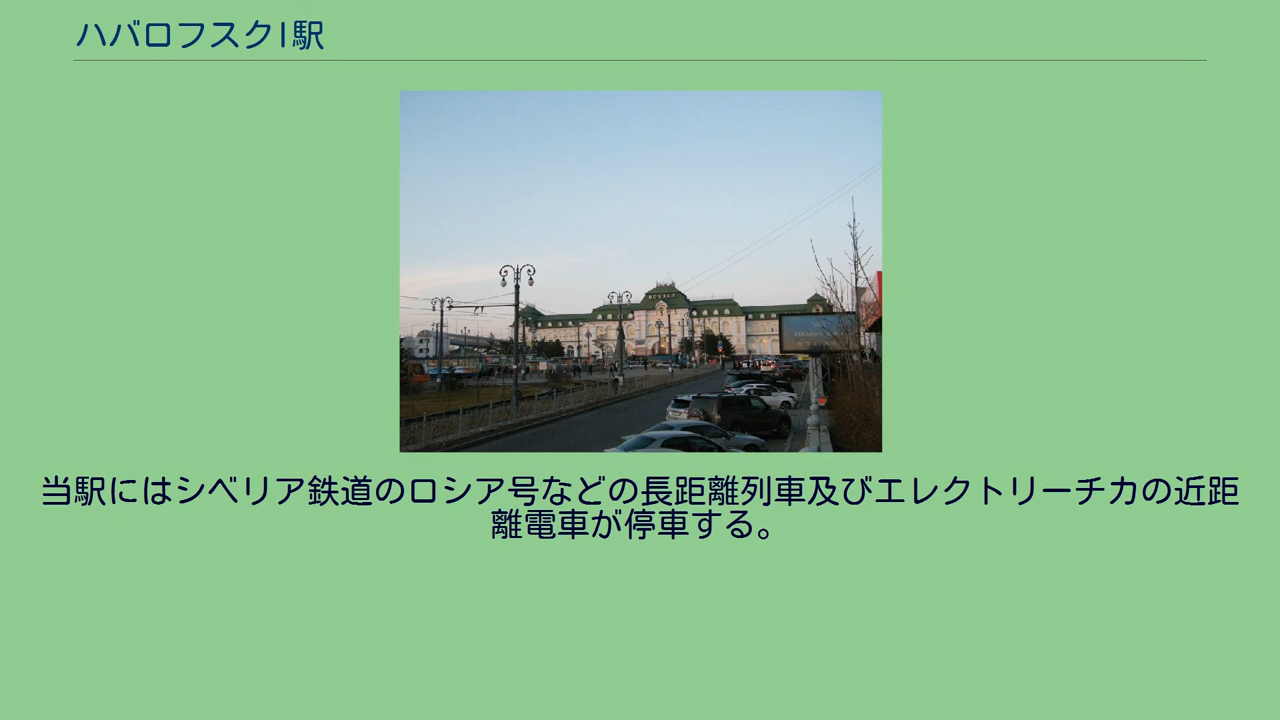 ハバロフスクI駅
ВОКЗАЛ
当駅にはシベリア鉄道のロシア号などの長距離列車及びエレクトリーチカの近距
離電車が停車する。